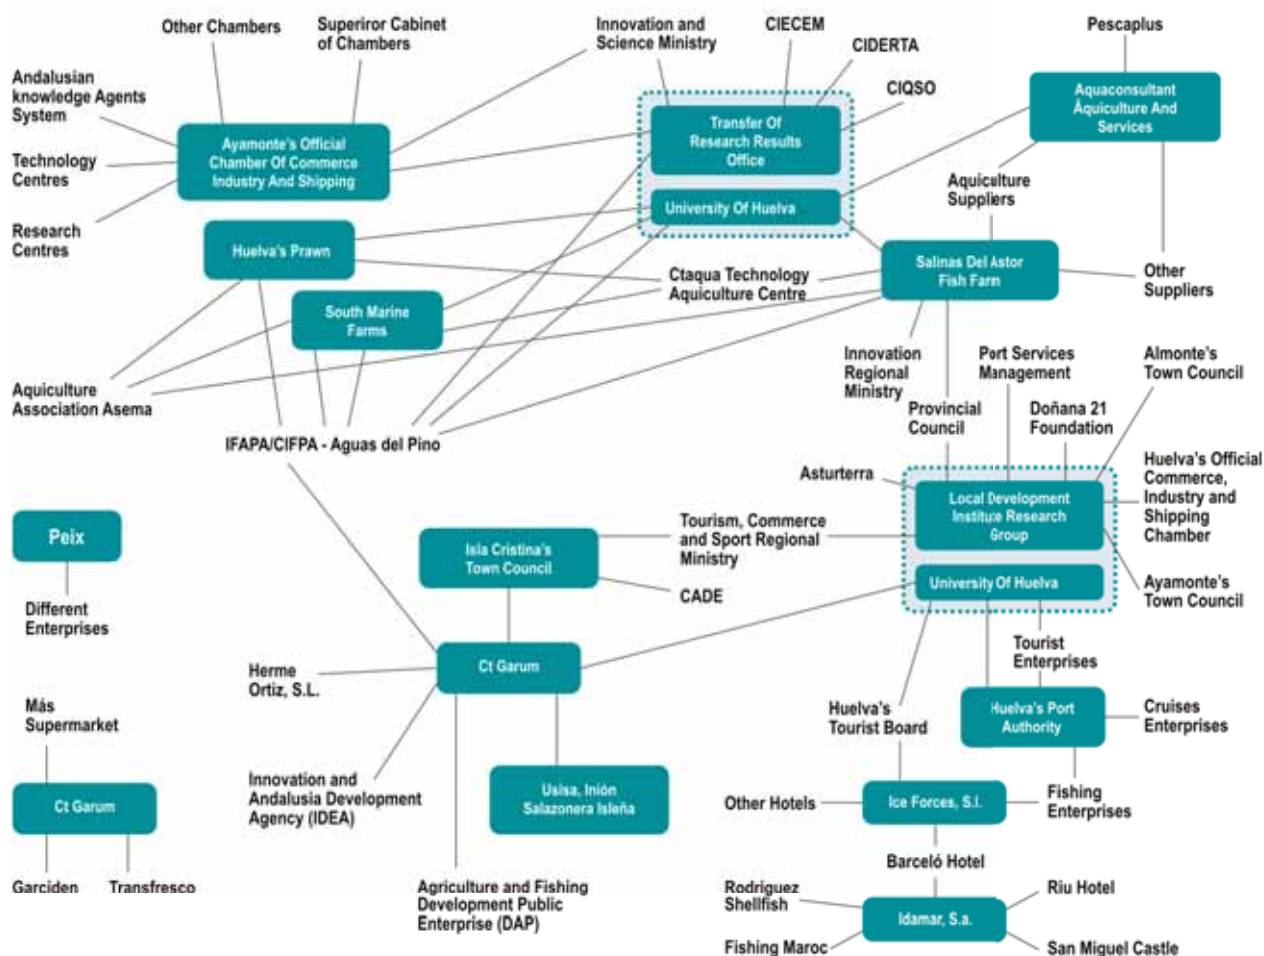 Other Chambers
Superiror Cabinet
of Chambers
Innovation and
Science Ministry
CIECEM
CIDERTA
CIQSO
Pescaplus
Andalusian
knowledge Agents
System
Technology
Centres
Research
Centres
Ayamonte's Official
Chamber Of Commerce
Industry And Shipping
Transfer Of
Research Results
Office
University Of Huelva
Aquaconsultant
Aquiculture And
Services
Aquiculture
Suppliers
Huelva's Prawn
South Marine
Farms
Ctaqua Technology
Aquiculture Centre
Salinas Del Astor
Fish Farm
Other
Suppliers
Aquiculture
Association Asema
IFAPA/CIFPA - Aguas del Pino
Innovation
Regional
Ministry
Provincial
Council
Port Services
Management
Doñana 21
Foundation
Almonte's
Town Council
Asturterra
Local Development
Institute Research
Group
University Of Huelva
Huelva's Official
Commerce,
Industry and
Shipping
Chamber
Ayamonte's
Town Council
Peix
Different
Enterprises
Isla Cristina's
Town Council
Tourism, Commerce
and Sport Regional
Ministry
CADE
Ct Garum
Herme
Ortiz, S.L.
Innovation and
Andalusia Development
Agency (IDEA)
Usisa, Inión
Salazonera Isleña
Agriculture and Fishing
Development Public
Enterprise (DAP)
Más
Supermarket
Ct Garum
Garciden
Transfresco
Tourist
Enterprises
Huelva's
Tourist Board
Huelva's Port
Authority
Cruises
Enterprises
Other Hotels
Ice Forces, S.l.
Fishing
Enterprises
Barceló Hotel
Rodriguez
Shellfish
Idamar, S.a.
Riu Hotel
Fishing Maroc
San Miguel Castle